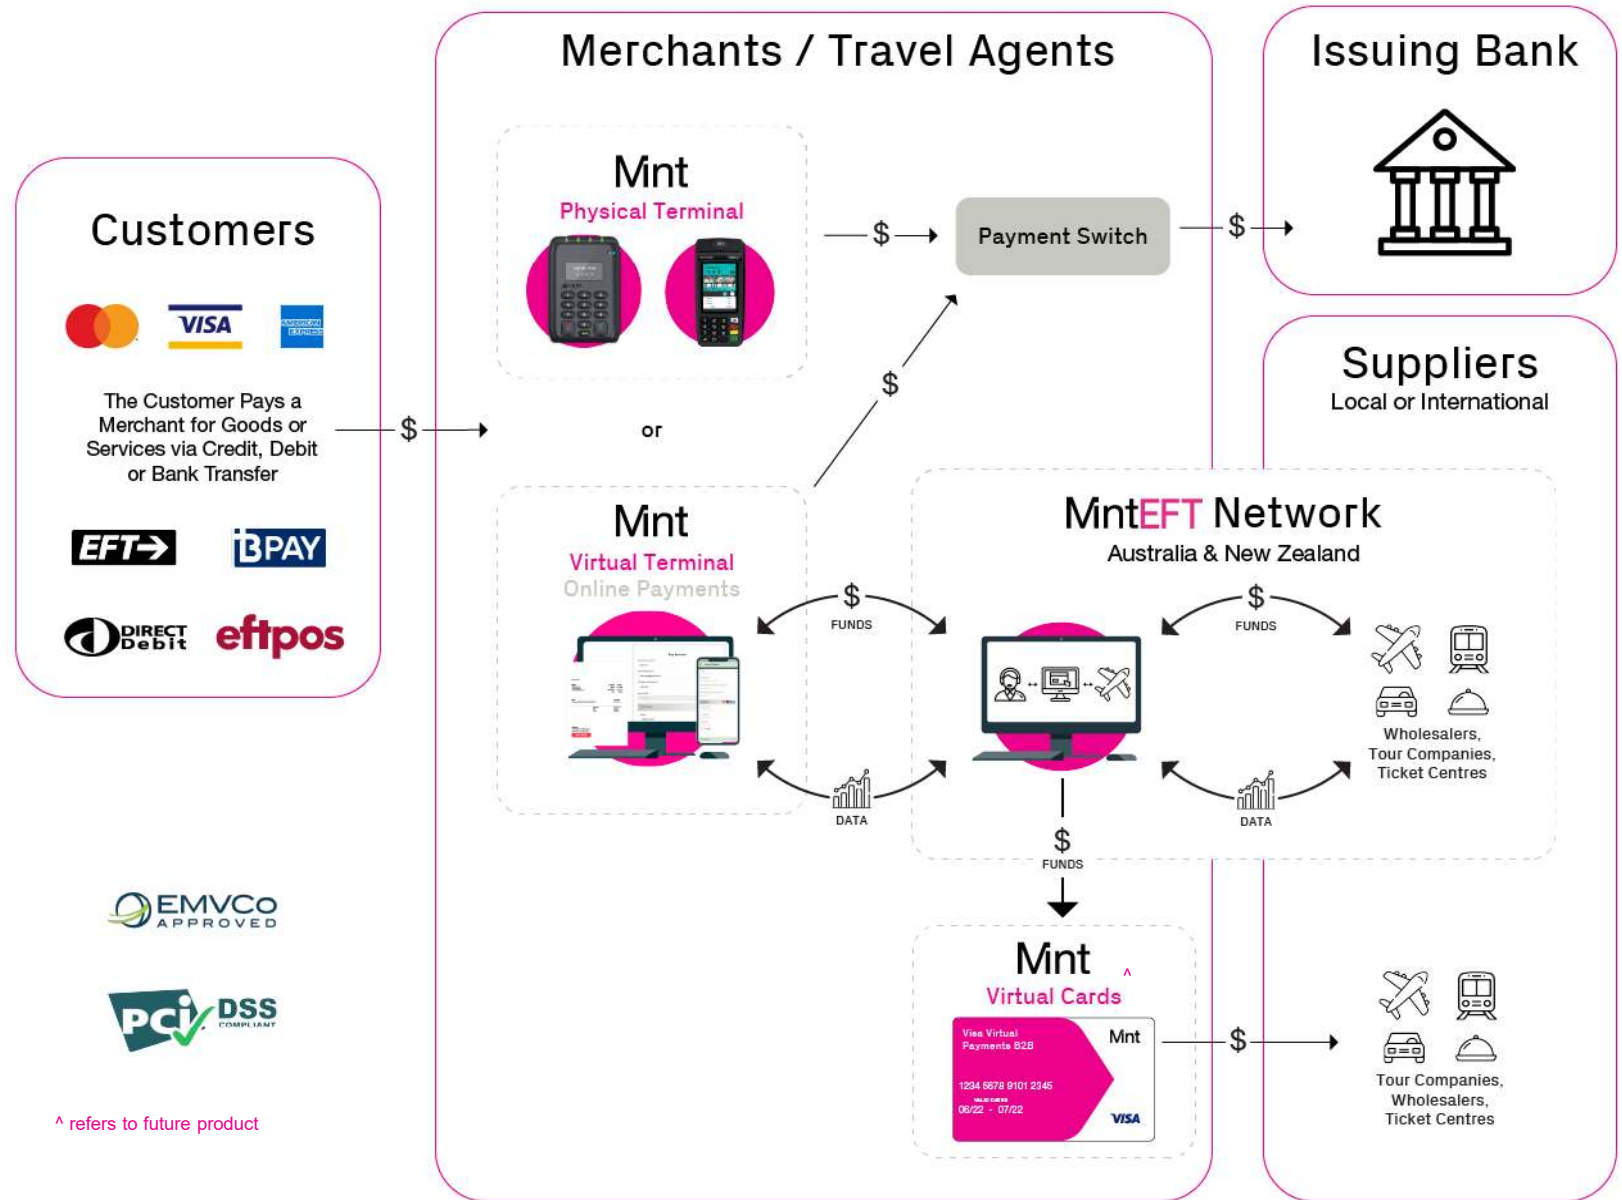 Merchants / Travel Agents
Issuing Bank
Customers
VISA
AMERICAN
EXPRESS
The Customer Pays a
Merchant for Goods or
Services via Credit, Debit
or Bank Transfer
EFT
BPAY
DIRECT
Debit
eftpos
$
Mnt
Physical Terminal
or
Mnt
Virtual Terminal
Online Payments
$
Payment Switch
$
$
Suppliers
Local or International
MntEFT Network
Australia & New Zealand
$
FUNDS
DATA
$
FUNDS
DATA
Wholesalers,
Tour Companies,
Ticket Centres
$
FUNDS
Mnt
^
Virtual Cards
Visa Virtual
Payments B2B
Mnt
1234 5678 9101 2345
06/22 - 07/22
VISA
$
Tour Companies,
Wholesalers,
Ticket Centres
EMVCo
APPROVED
PCI DSS
COMPLIANT
^ refers to future product